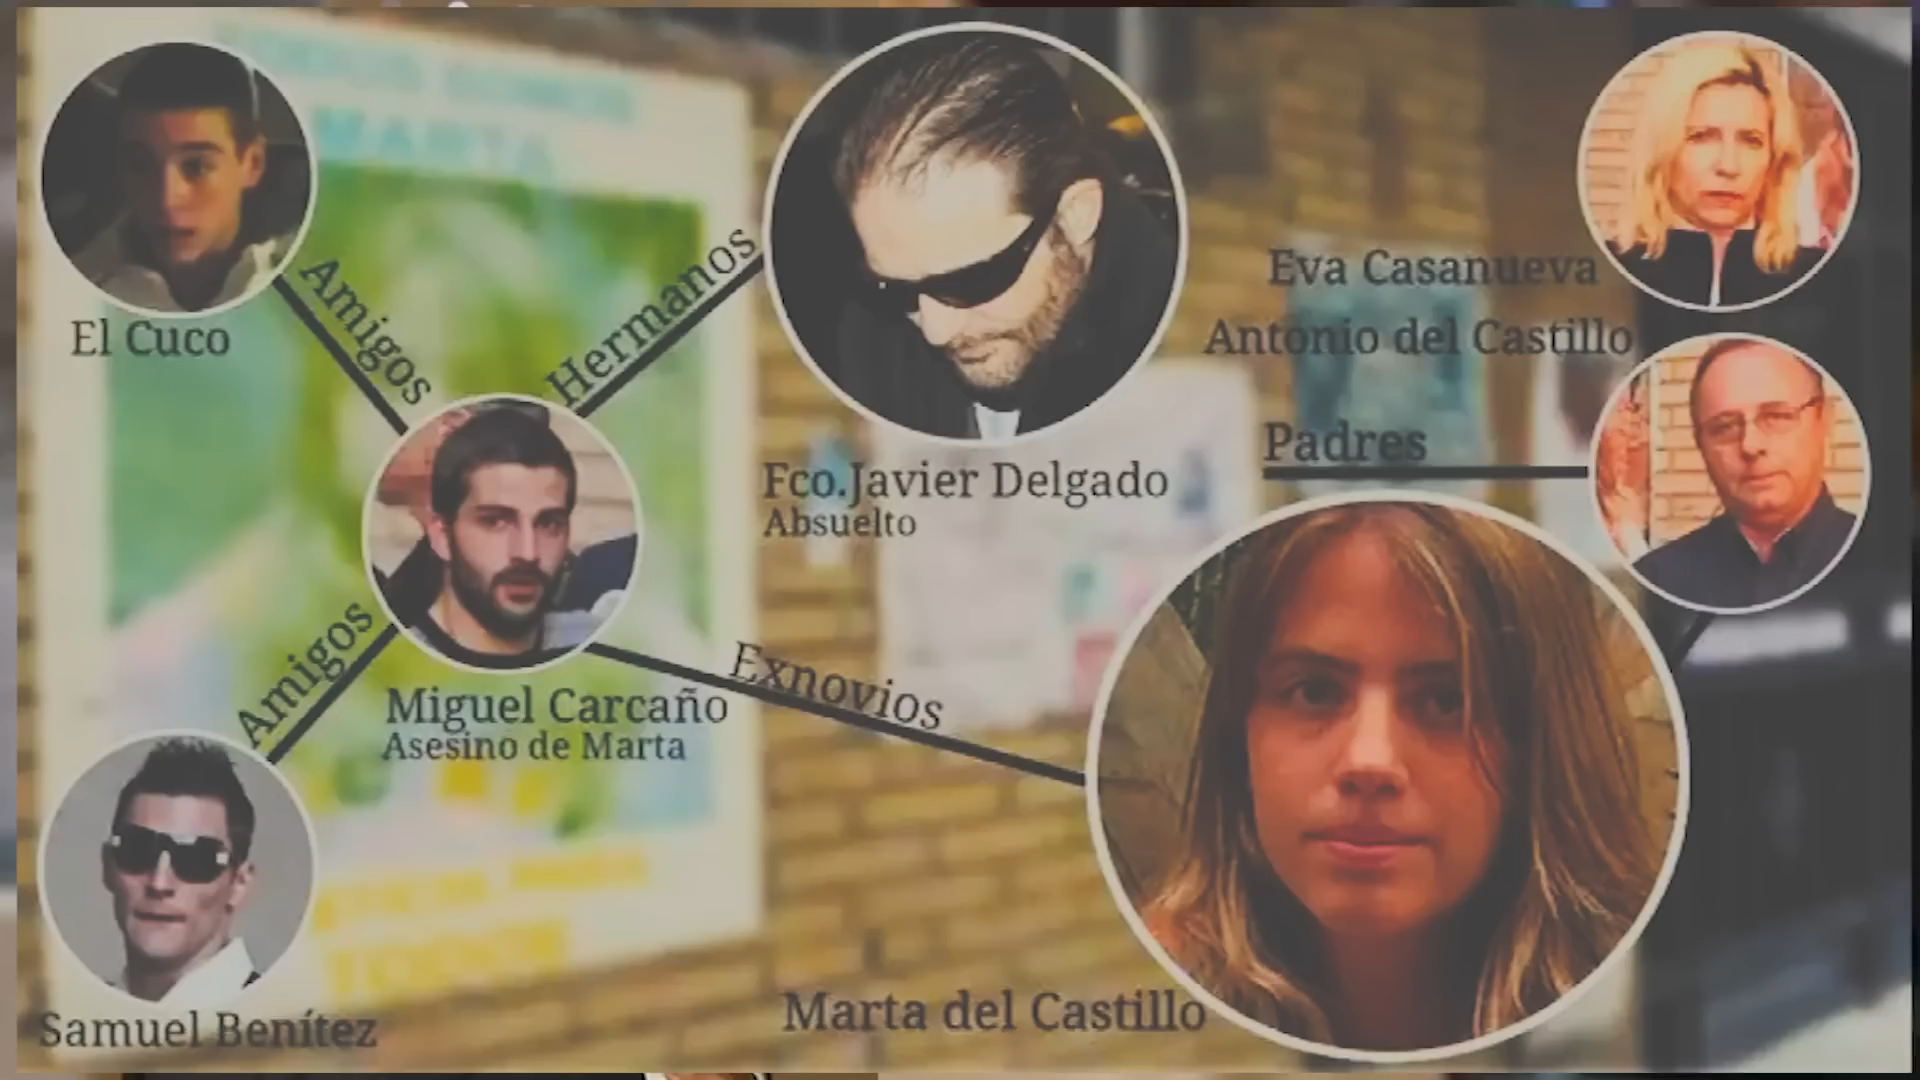 El Cuco
Amigos
Hermanos
Fco.Javier Delgado
Absuelto
Eva Casanueva
Antonio del Castillo
Padres
Miguel Carcaño
Asesino de Marta
Exnovios
Amigos
Samuel Benítez
Marta del Castillo
MARTA